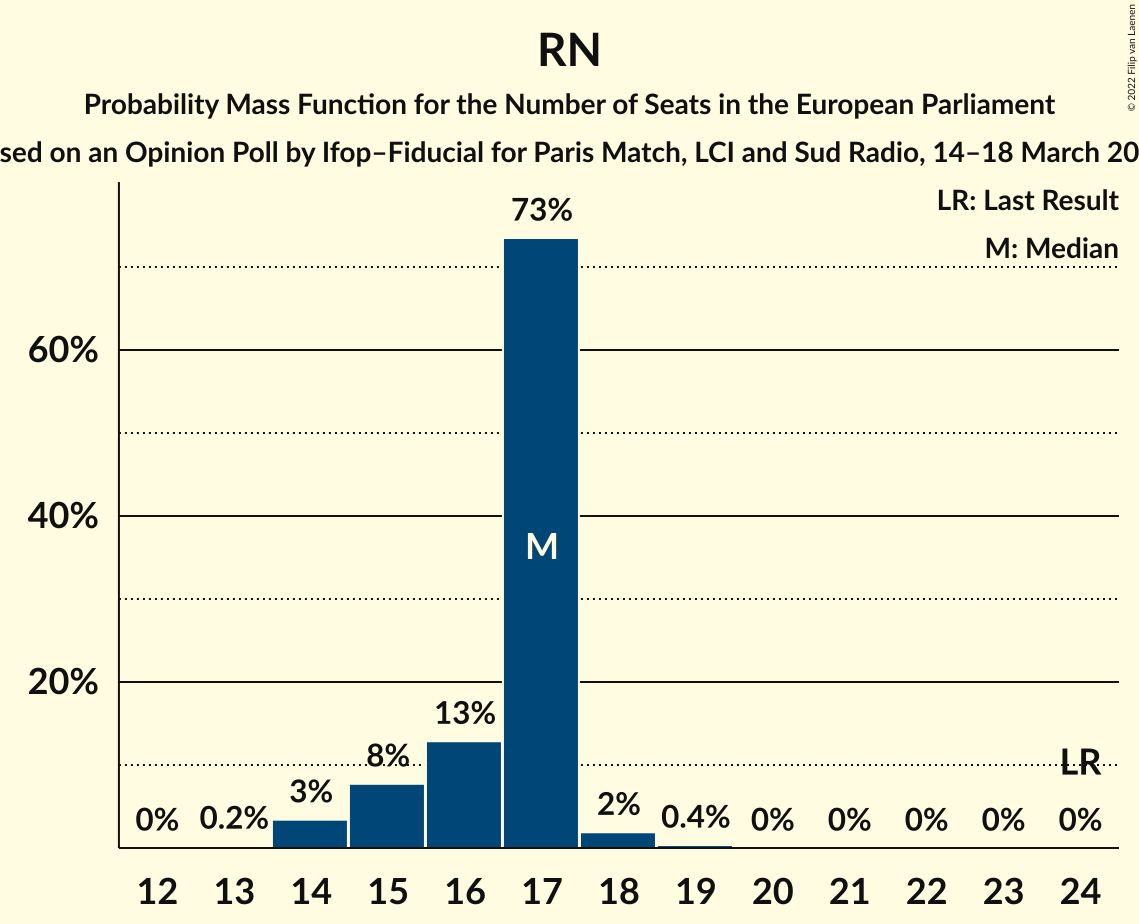 RN
Probability Mass Function for the Number of Seats in the European Parliament
sed on an Opinion Poll by Ifop–Fiducial for Paris Match, LCI and Sud Radio, 14–18 March 20
© 2022 Filip van Laenen
LR: Last Result
M: Median
73%
60%
40%
M
20%
13%
8%
LR
3%
2%
0%
0.2%
0.4%
0%
0%
0%
0%
0%
12 13 14 15 16 17 18 19 20 21 22 23 24